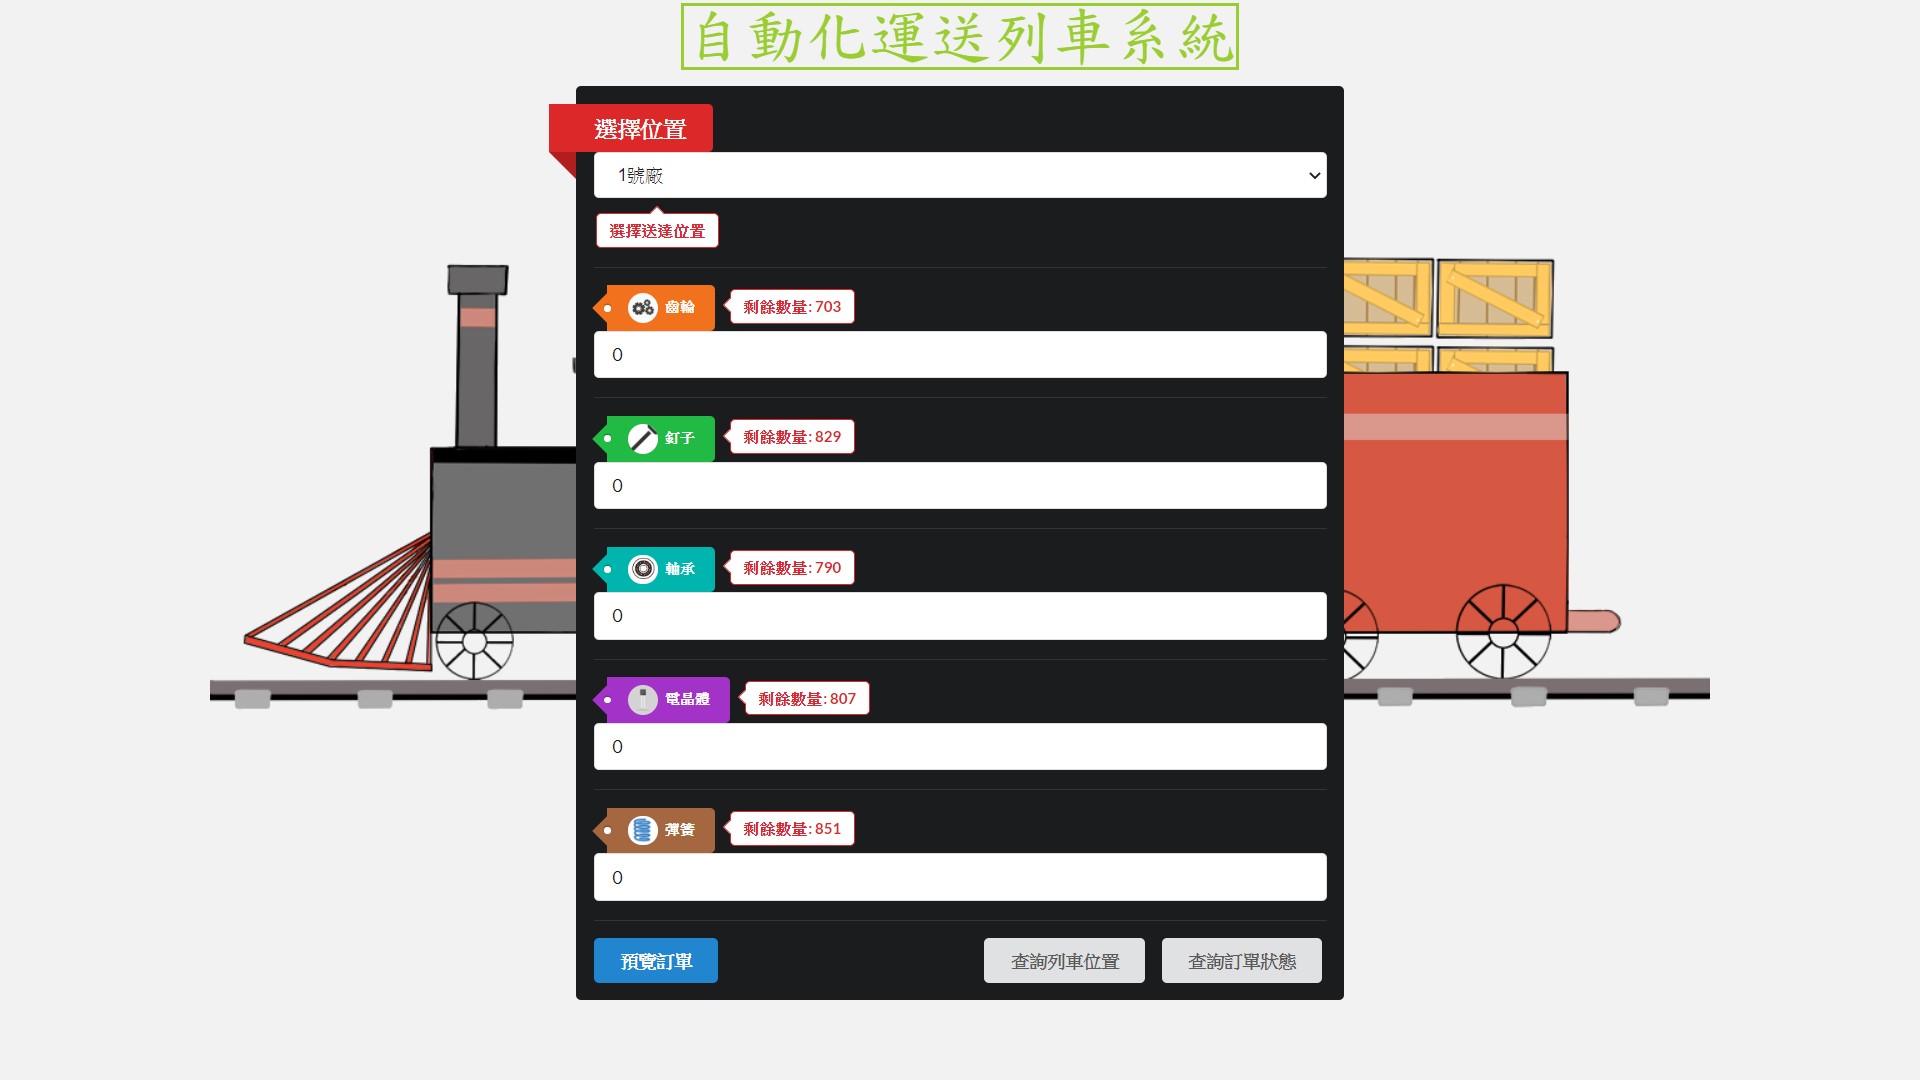 自動化運送列車系統
選擇位置
1號廠
選擇送達位置
齒輪 剩餘數量:703
0
釘子 剩餘數量:829
0
軸承 剩餘數量:790
0
電晶體 剩餘數量:807
0
彈簧 剩餘數量:851
0
預覽訂單 查詢列車位置 查詢訂單狀態